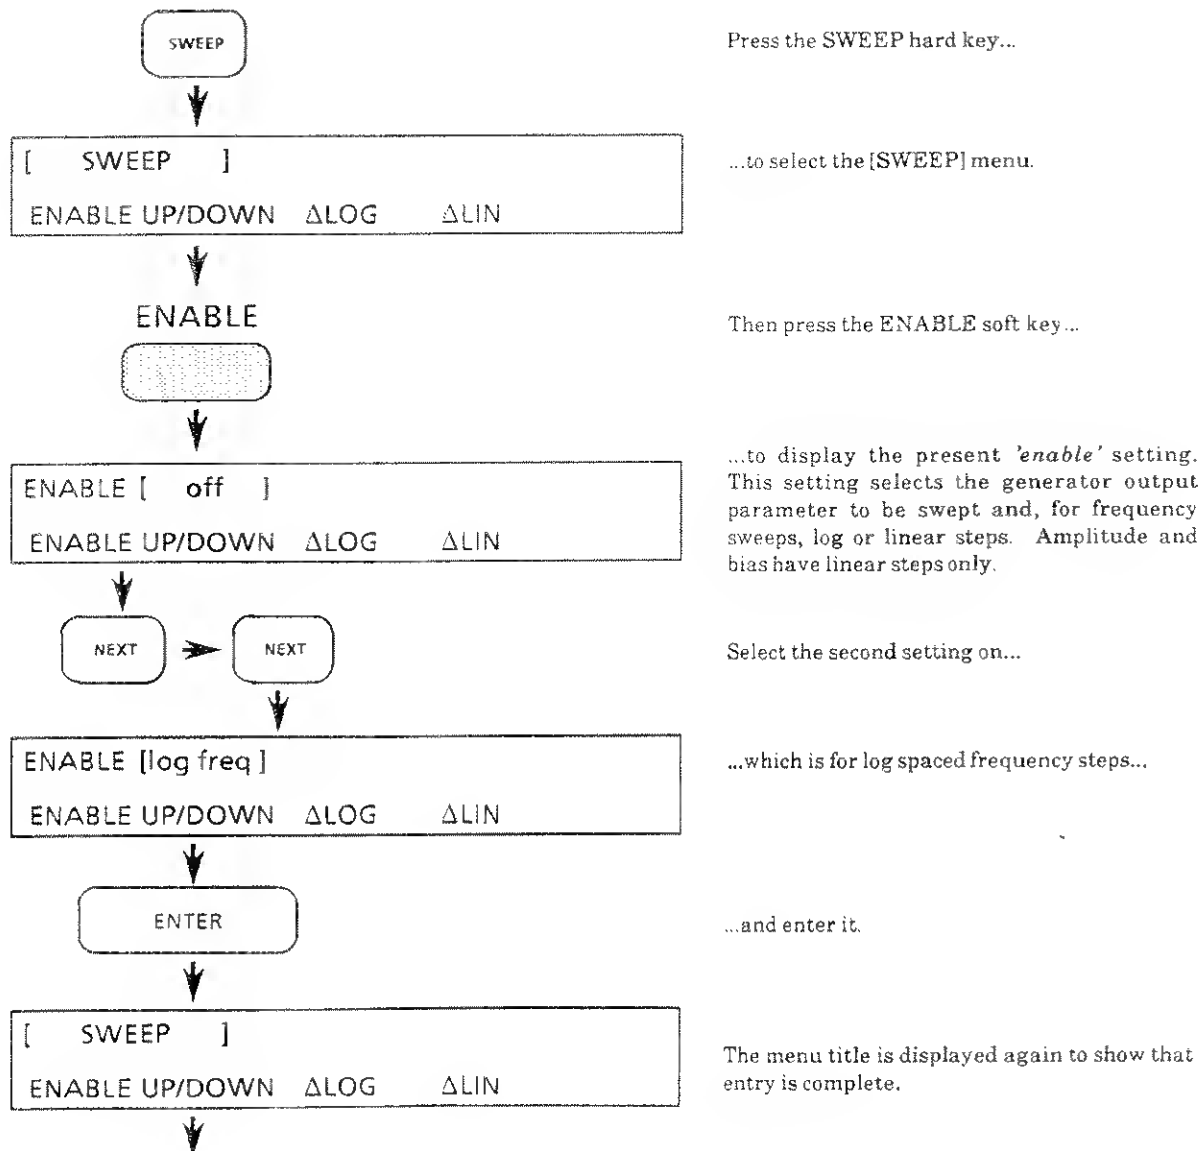 SWEEP
Press the SWEEP hard key...
[ SWEEP ]
ENABLE UP/DOWN ΔLOG ΔLIN
...to select the [SWEEP] menu.
ENABLE
Then press the ENABLE soft key...
ENABLE [ off ]
ENABLE UP/DOWN ΔLOG ΔLIN
...to display the present 'enable' setting.
This setting selects the generator output
parameter to be swept and, for frequency
sweeps, log or linear steps. Amplitude and
bias have linear steps only.
NEXT NEXT
Select the second setting on...
ENABLE [log freq]
ENABLE UP/DOWN ΔLOG ΔLIN
...which is for log spaced frequency steps...
ENTER
...and enter it.
[ SWEEP ]
ENABLE UP/DOWN ΔLOG ΔLIN
The menu title is displayed again to show that
entry is complete.